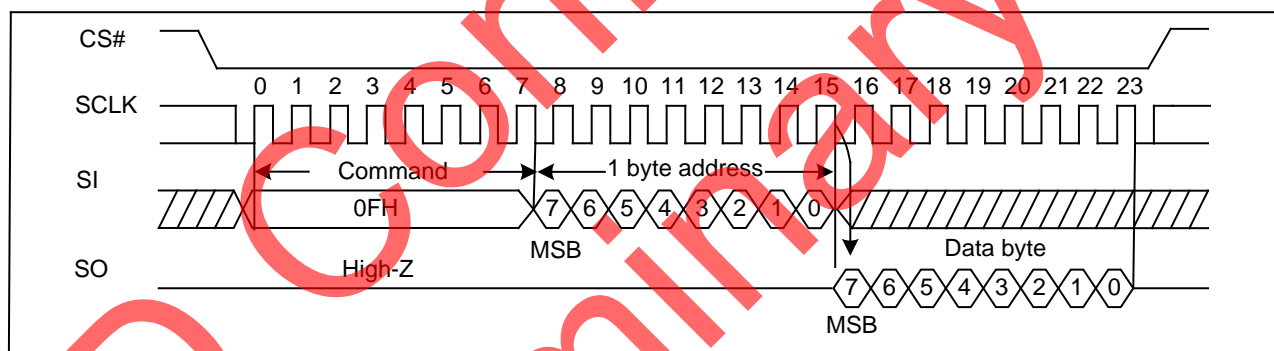 CS#
0 1 2 3 4 5 6 7 8 9 10 11 12 13 14 15 16 17 18 19 20 21 22 23
SCLK
Command 1 byte address
SI
0FH 7 6 5 4 3 2 1 0
MSB Data byte
SO High-Z
7 6 5 4 3 2 1 0
MSB